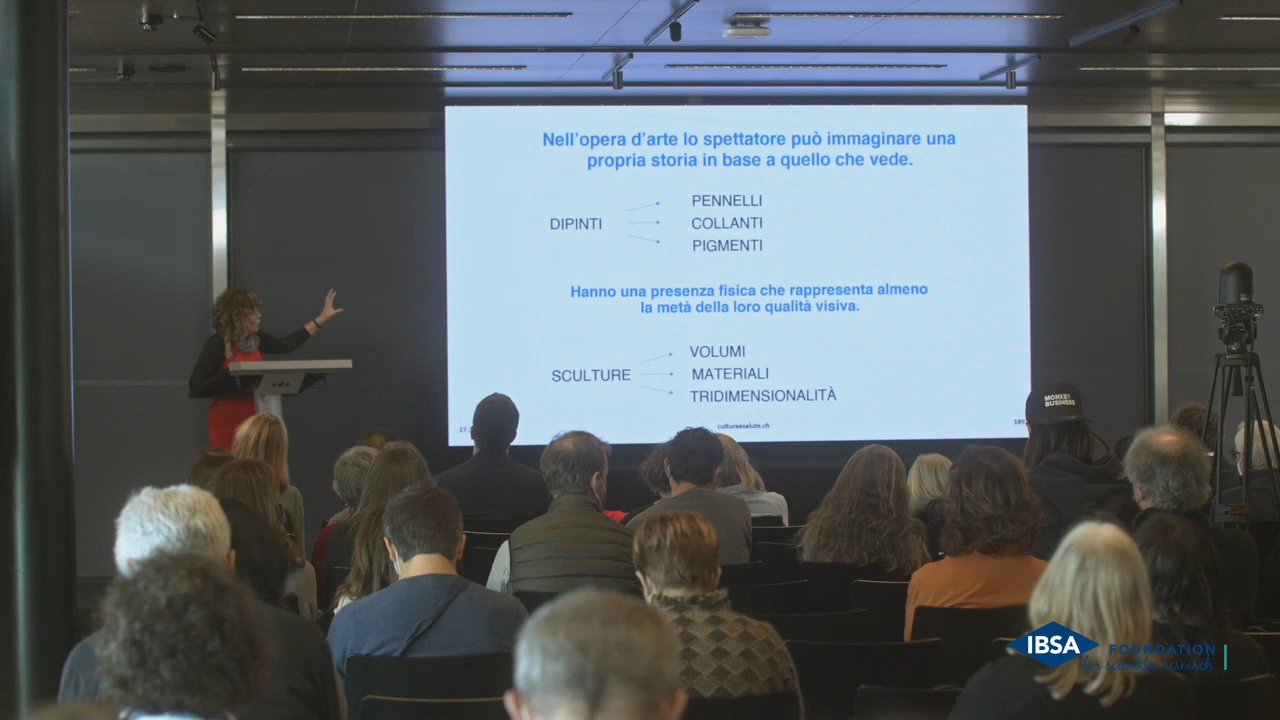 Nell'opera d'arte lo spettatore può immaginare una
propria storia in base a quello che vede.
DIPINTI
PENNELLI
COLLANTI
PIGMENTI
Hanno una presenza fisica che rappresenta almeno
la metà della loro qualità visiva.
SCULTURE
VOLUMI
MATERIALI
TRIDIMENSIONALITÀ
cultureesalute.ch
MONKEY
BUSINESS
IBSA FOUNDATION
for scientific research